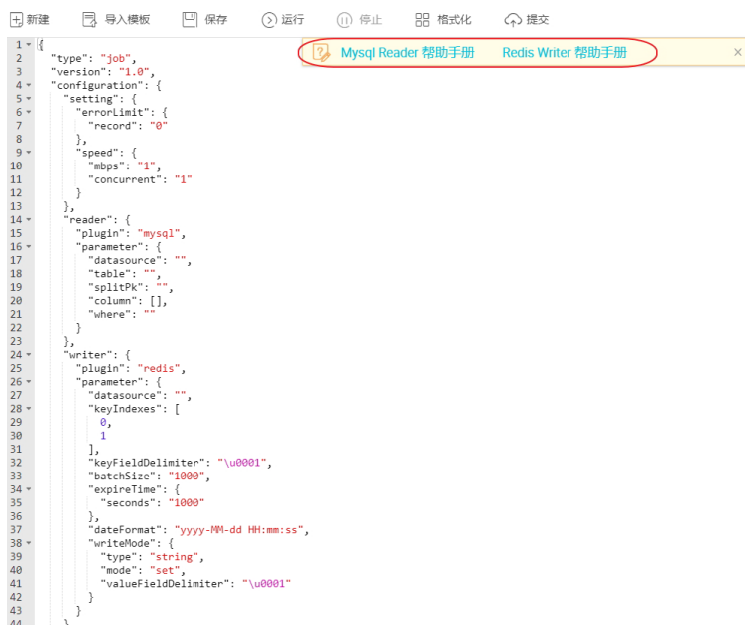 新建 导入模板 保存 运行 停止 格式化 提交
Mysql Reader 帮助手册 Redis Writer 帮助手册 ×
1 {
2 "type": "job",
3 "version": "1.0",
4 "configuration": {
5 "setting": {
6 "errorLimit": {
7 "record": "0"
8 },
9 "speed": {
10 "mbps": "1",
11 "concurrent": "1"
12 }
13 },
14 "reader": {
15 "plugin": "mysql",
16 "parameter": {
17 "datasource": "",
18 "table": "",
19 "splitPk": "",
20 "column": [],
21 "where": ""
22 }
23 },
24 "writer": {
25 "plugin": "redis",
26 "parameter": {
27 "datasource": "",
28 "keyIndexes": [
29 0,
30 1
31 ],
32 "keyFieldDelimiter": "\u0001",
33 "batchSize": "1000",
34 "expireTime": {
35 "seconds": "1000"
36 },
37 "dateFormat": "yyyy-MM-dd HH:mm:ss",
38 "writeMode": {
39 "type": "string",
40 "mode": "set",
41 "valueFieldDelimiter": "\u0001"
42 }
43 }
44 }